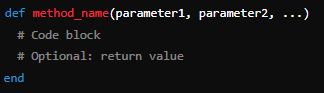 def method_name(parameter1, parameter2, ...)
  # Code block
  # Optional: return value
end